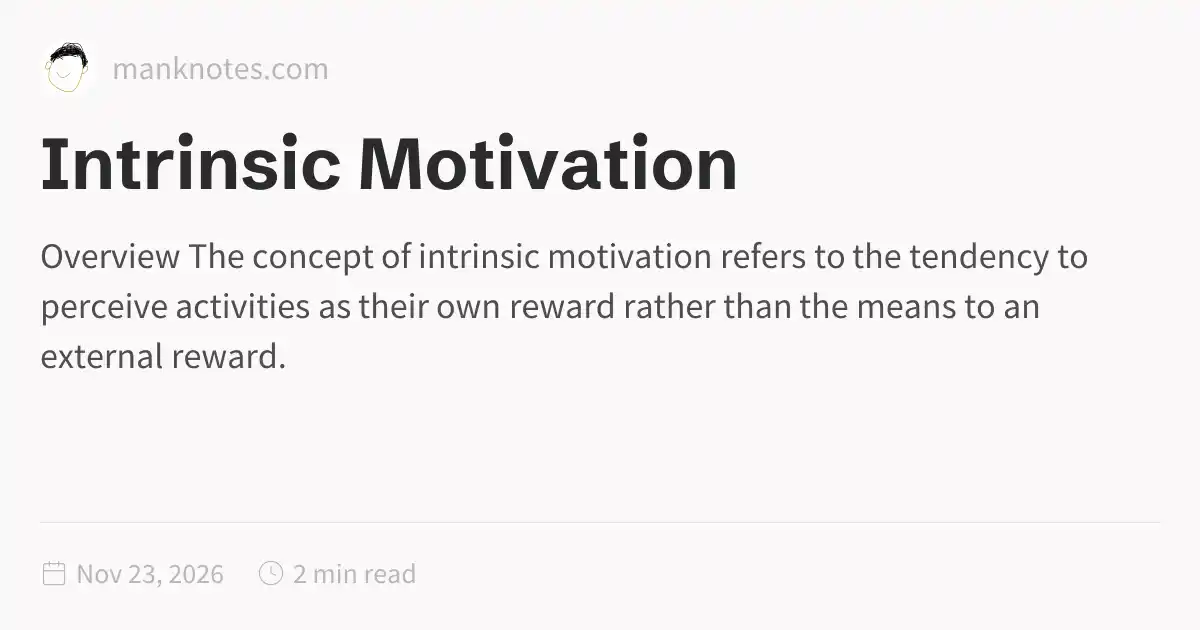 manknotes.com
Intrinsic Motivation
Overview The concept of intrinsic motivation refers to the tendency to
perceive activities as their own reward rather than the means to an
external reward.
Nov 23, 2026
2 min read